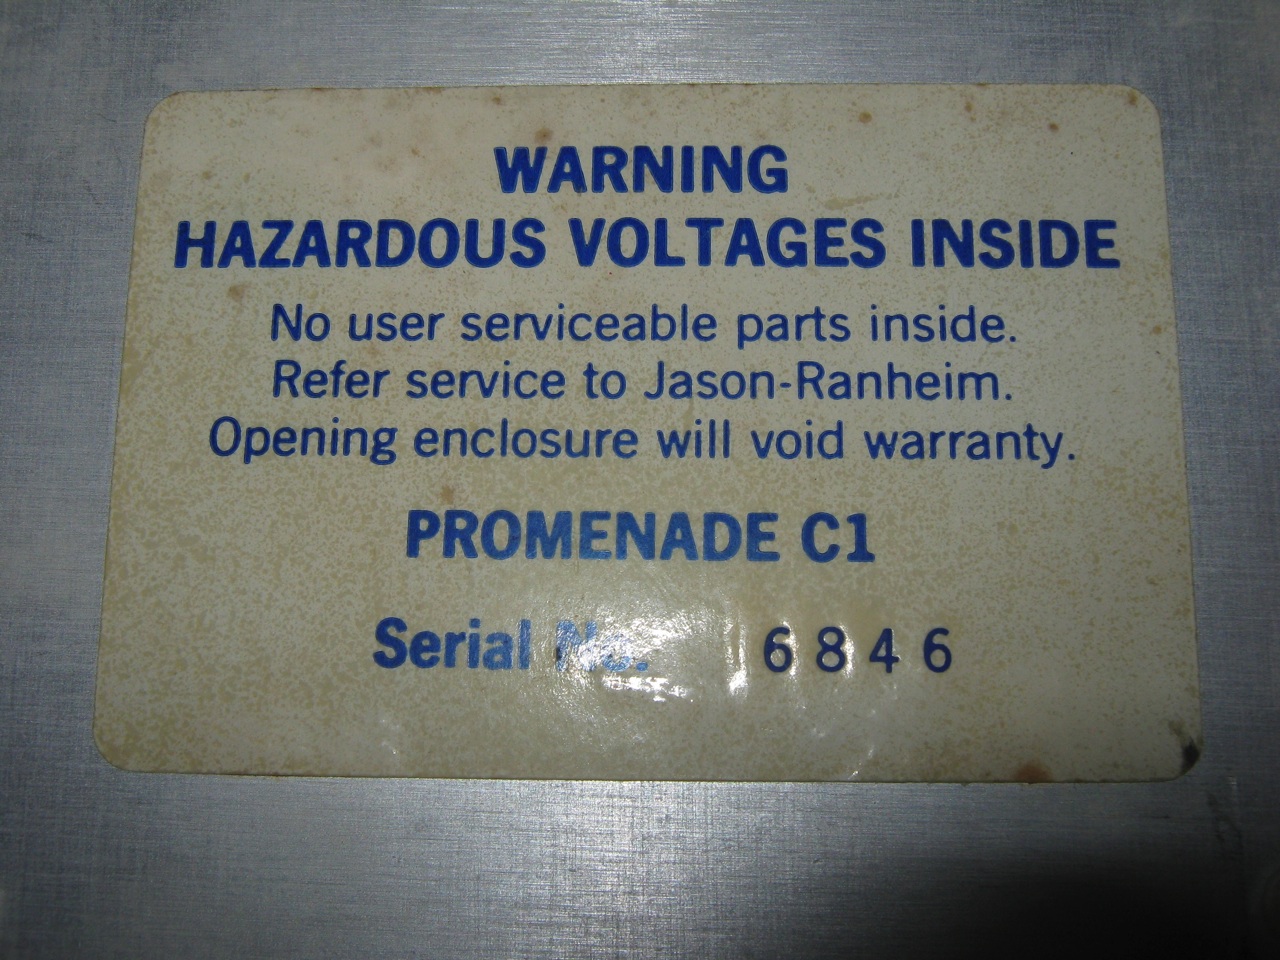 WARNING
HAZARDOUS VOLTAGES INSIDE
No user serviceable parts inside.
Refer service to Jason-Ranheim.
Opening enclosure will void warranty.
PROMENADE C1
Serial No. 6846